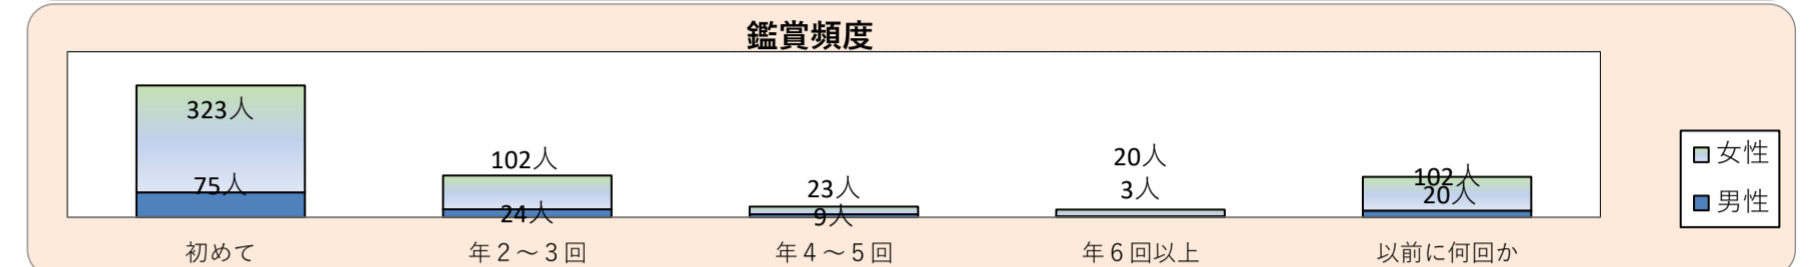 鑑賞頻度
323人
75人
102人
24人
23人
9人
20人
3人
102人
20人
初めて
年２～３回
年４～５回
年６回以上
以前に何回か
女性
男性